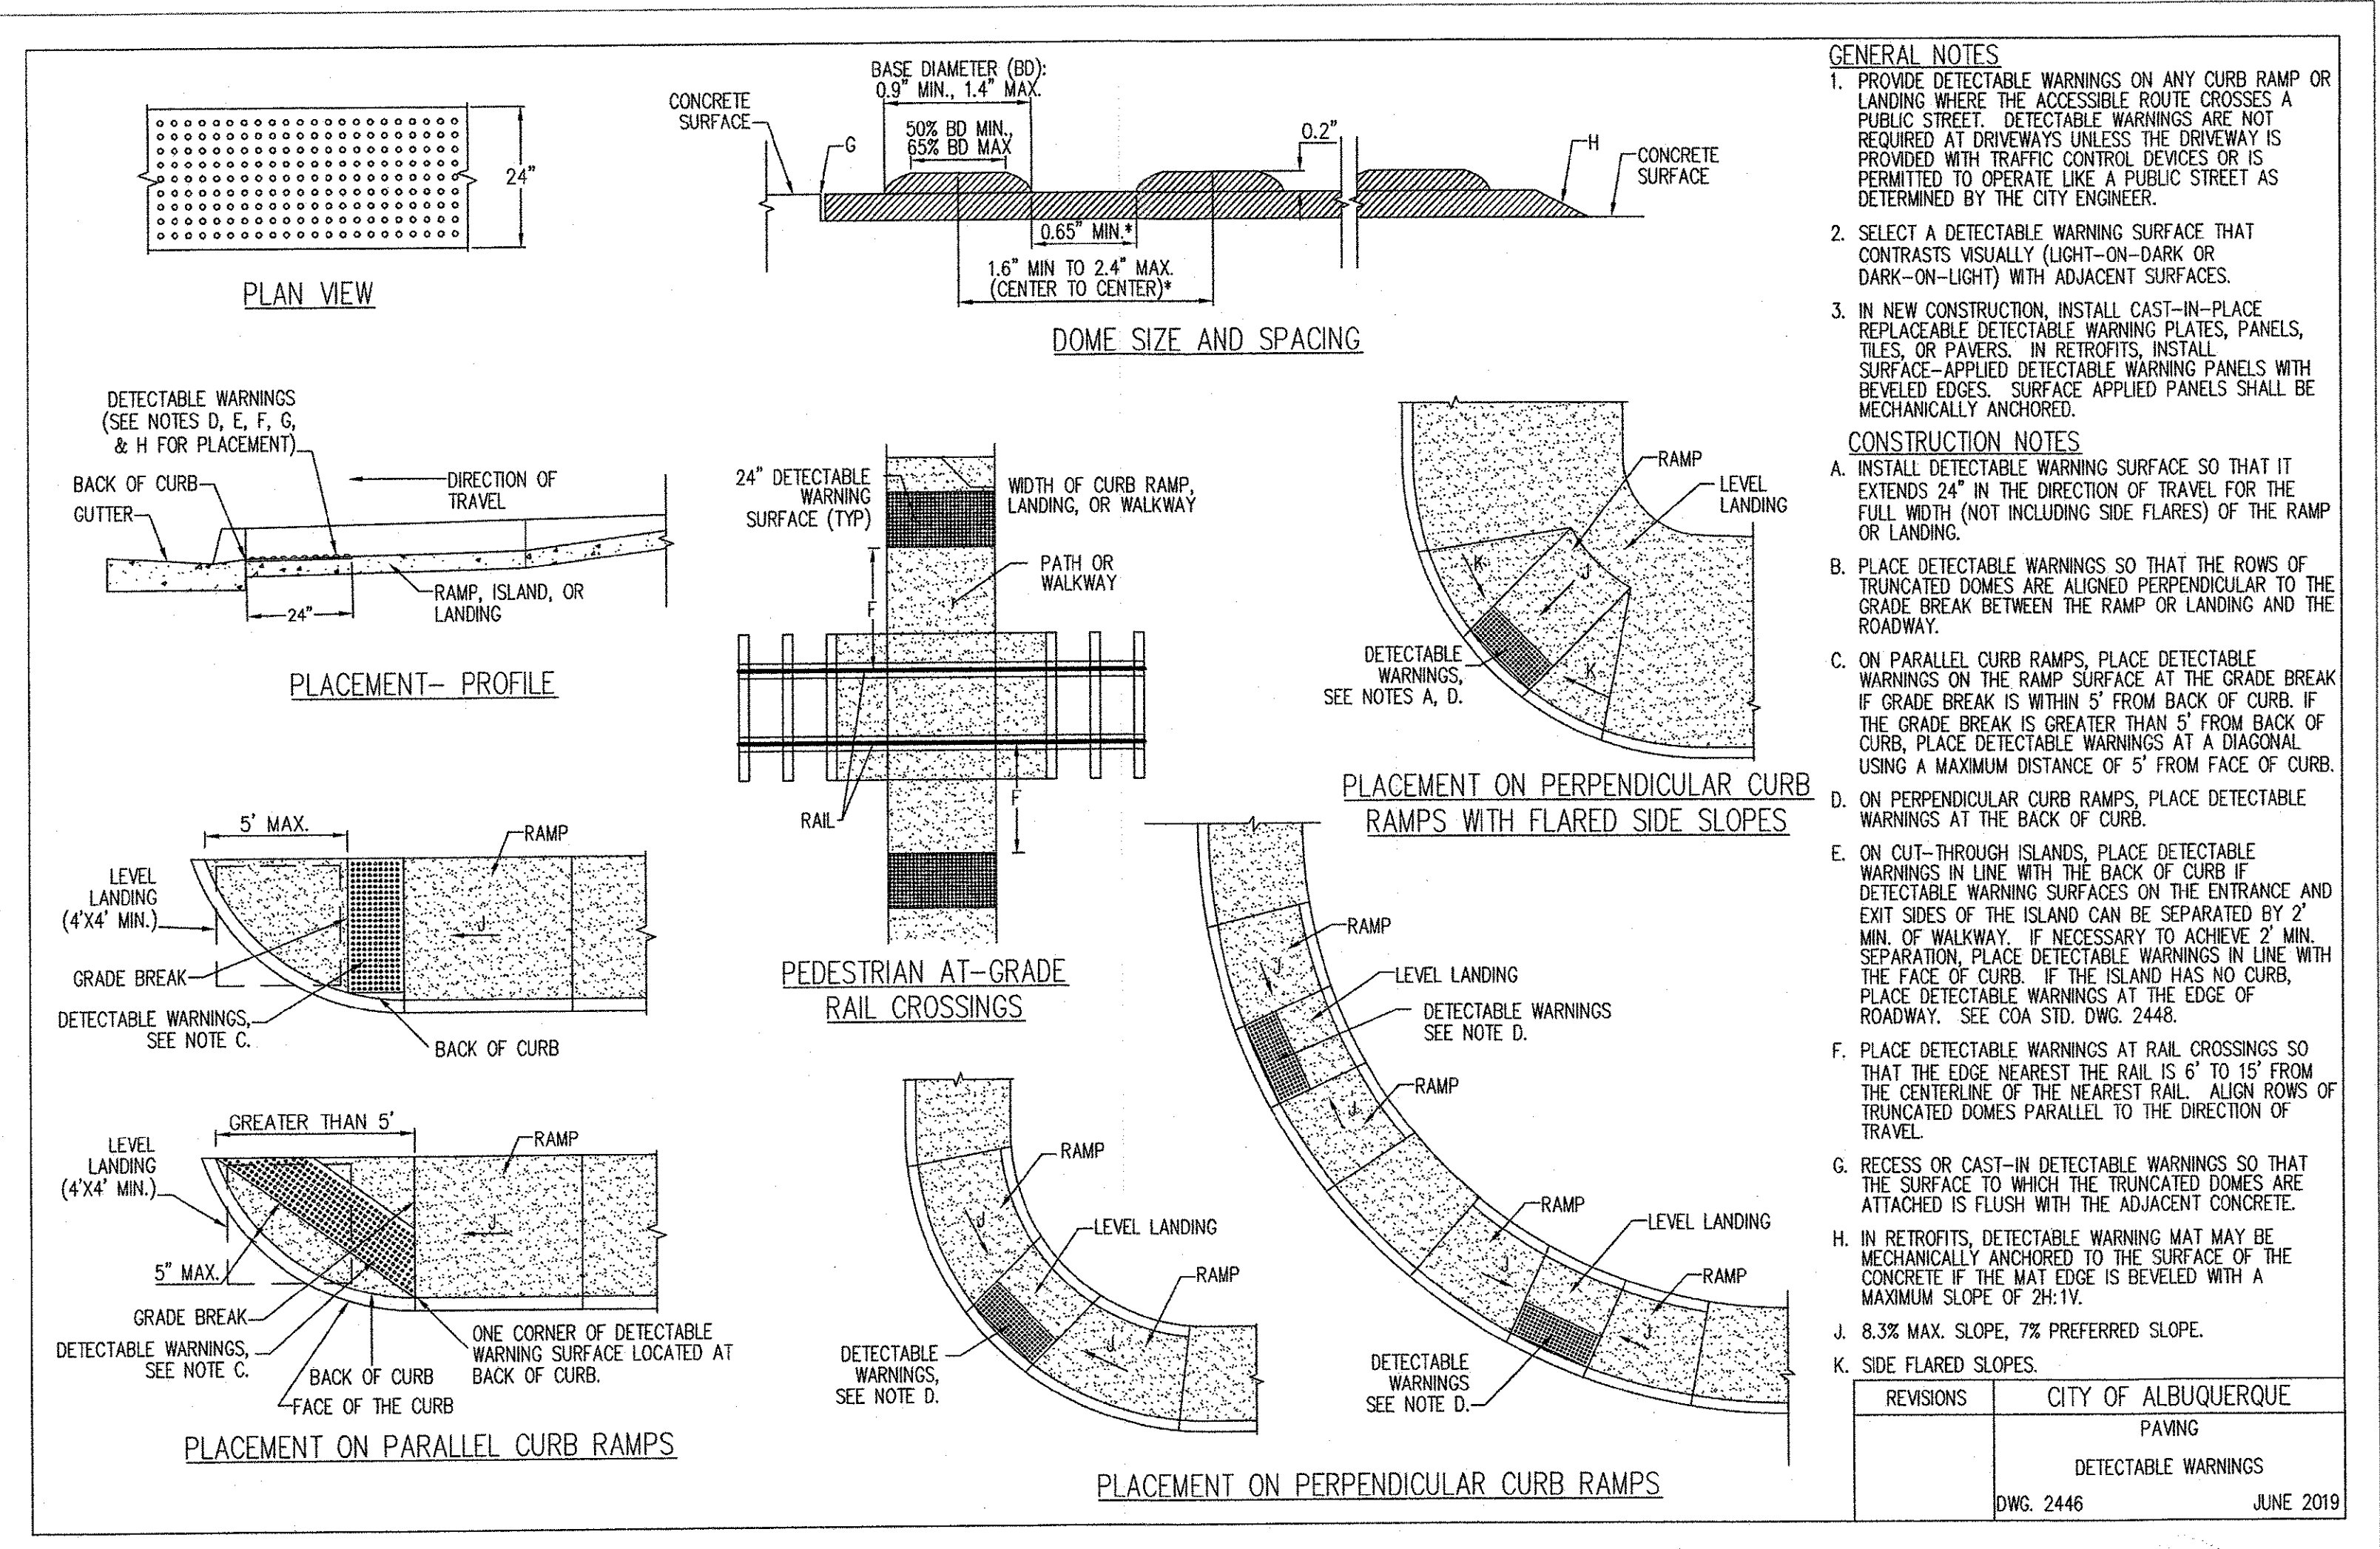 24"
PLAN VIEW
BASE DIAMETER (BD):
0.9" MIN., 1.4" MAX.
CONCRETE
SURFACE
G
50% BD MIN.,
65% BD MAX
0.2"
H
CONCRETE
SURFACE
0.65" MIN.*
1.6" MIN TO 2.4" MAX.
(CENTER TO CENTER)*
DOME SIZE AND SPACING
DETECTABLE WARNINGS
(SEE NOTES D, E, F, G,
& H FOR PLACEMENT)
BACK OF CURB
GUTTER
DIRECTION OF
TRAVEL
24"
RAMP, ISLAND, OR
LANDING
PLACEMENT- PROFILE
24" DETECTABLE
WARNING
SURFACE (TYP)
WIDTH OF CURB RAMP,
LANDING, OR WALKWAY
PATH OR
WALKWAY
F
F
RAIL
PEDESTRIAN AT-GRADE
RAIL CROSSINGS
RAMP
LEVEL
LANDING
K
J
K
DETECTABLE
WARNINGS,
SEE NOTES A, D.
PLACEMENT ON PERPENDICULAR CURB
RAMPS WITH FLARED SIDE SLOPES
5' MAX.
RAMP
LEVEL
LANDING
(4'X4' MIN.)
J
GRADE BREAK
DETECTABLE WARNINGS,
SEE NOTE C.
BACK OF CURB
GREATER THAN 5'
RAMP
LEVEL
LANDING
(4'X4' MIN.)
J
5" MAX.
GRADE BREAK
DETECTABLE WARNINGS,
SEE NOTE C.
BACK OF CURB
FACE OF THE CURB
ONE CORNER OF DETECTABLE
WARNING SURFACE LOCATED AT
BACK OF CURB.
PLACEMENT ON PARALLEL CURB RAMPS
RAMP
J
LEVEL LANDING
RAMP
J
DETECTABLE
WARNINGS,
SEE NOTE D.
RAMP
J
LEVEL LANDING
DETECTABLE WARNINGS
SEE NOTE D.
RAMP
J
RAMP
J
LEVEL LANDING
RAMP
J
DETECTABLE
WARNINGS
SEE NOTE D.
PLACEMENT ON PERPENDICULAR CURB RAMPS
GENERAL NOTES
1. PROVIDE DETECTABLE WARNINGS ON ANY CURB RAMP OR
LANDING WHERE THE ACCESSIBLE ROUTE CROSSES A
PUBLIC STREET. DETECTABLE WARNINGS ARE NOT
REQUIRED AT DRIVEWAYS UNLESS THE DRIVEWAY IS
PROVIDED WITH TRAFFIC CONTROL DEVICES OR IS
PERMITTED TO OPERATE LIKE A PUBLIC STREET AS
DETERMINED BY THE CITY ENGINEER.
2. SELECT A DETECTABLE WARNING SURFACE THAT
CONTRASTS VISUALLY (LIGHT-ON-DARK OR
DARK-ON-LIGHT) WITH ADJACENT SURFACES.
3. IN NEW CONSTRUCTION, INSTALL CAST-IN-PLACE
REPLACEABLE DETECTABLE WARNING PLATES, PANELS,
TILES, OR PAVERS. IN RETROFITS, INSTALL
SURFACE-APPLIED DETECTABLE WARNING PANELS WITH
BEVELED EDGES. SURFACE APPLIED PANELS SHALL BE
MECHANICALLY ANCHORED.
CONSTRUCTION NOTES
A. INSTALL DETECTABLE WARNING SURFACE SO THAT IT
EXTENDS 24" IN THE DIRECTION OF TRAVEL FOR THE
FULL WIDTH (NOT INCLUDING SIDE FLARES) OF THE RAMP
OR LANDING.
B. PLACE DETECTABLE WARNINGS SO THAT THE ROWS OF
TRUNCATED DOMES ARE ALIGNED PERPENDICULAR TO THE
GRADE BREAK BETWEEN THE RAMP OR LANDING AND THE
ROADWAY.
C. ON PARALLEL CURB RAMPS, PLACE DETECTABLE
WARNINGS ON THE RAMP SURFACE AT THE GRADE BREAK
IF GRADE BREAK IS WITHIN 5' FROM BACK OF CURB. IF
THE GRADE BREAK IS GREATER THAN 5' FROM BACK OF
CURB, PLACE DETECTABLE WARNINGS AT A DIAGONAL
USING A MAXIMUM DISTANCE OF 5' FROM FACE OF CURB.
D. ON PERPENDICULAR CURB RAMPS, PLACE DETECTABLE
WARNINGS AT THE BACK OF CURB.
E. ON CUT-THROUGH ISLANDS, PLACE DETECTABLE
WARNINGS IN LINE WITH THE BACK OF CURB IF
DETECTABLE WARNING SURFACES ON THE ENTRANCE AND
EXIT SIDES OF THE ISLAND CAN BE SEPARATED BY 2'
MIN. OF WALKWAY. IF NECESSARY TO ACHIEVE 2' MIN.
SEPARATION, PLACE DETECTABLE WARNINGS IN LINE WITH
THE FACE OF CURB. IF THE ISLAND HAS NO CURB,
PLACE DETECTABLE WARNINGS AT THE EDGE OF
ROADWAY. SEE COA STD. DWG. 2448.
F. PLACE DETECTABLE WARNINGS AT RAIL CROSSINGS SO
THAT THE EDGE NEAREST THE RAIL IS 6' TO 15' FROM
THE CENTERLINE OF THE NEAREST RAIL. ALIGN ROWS OF
TRUNCATED DOMES PARALLEL TO THE DIRECTION OF
TRAVEL.
G. RECESS OR CAST-IN DETECTABLE WARNINGS SO THAT
THE SURFACE TO WHICH THE TRUNCATED DOMES ARE
ATTACHED IS FLUSH WITH THE ADJACENT CONCRETE.
H. IN RETROFITS, DETECTABLE WARNING MAT MAY BE
MECHANICALLY ANCHORED TO THE SURFACE OF THE
CONCRETE IF THE MAT EDGE IS BEVELED WITH A
MAXIMUM SLOPE OF 2H:1V.
J. 8.3% MAX. SLOPE, 7% PREFERRED SLOPE.
K. SIDE FLARED SLOPES.
REVISIONS
CITY OF ALBUQUERQUE
PAVING
DETECTABLE WARNINGS
DWG. 2446
JUNE 2019